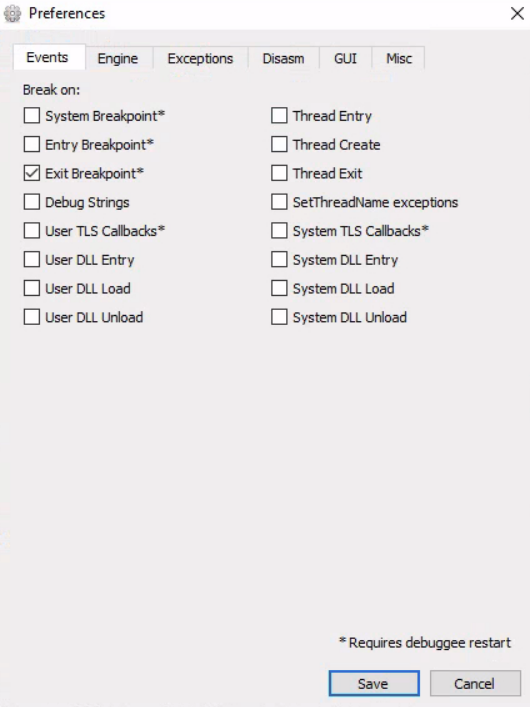 Preferences
Events Engine Exceptions Disasm GUI Misc
Break on:
System Breakpoint*
Entry Breakpoint*
Exit Breakpoint*
Debug Strings
User TLS Callbacks*
User DLL Entry
User DLL Load
User DLL Unload
Thread Entry
Thread Create
Thread Exit
SetThreadName exceptions
System TLS Callbacks*
System DLL Entry
System DLL Load
System DLL Unload
* Requires debuggee restart
Save Cancel